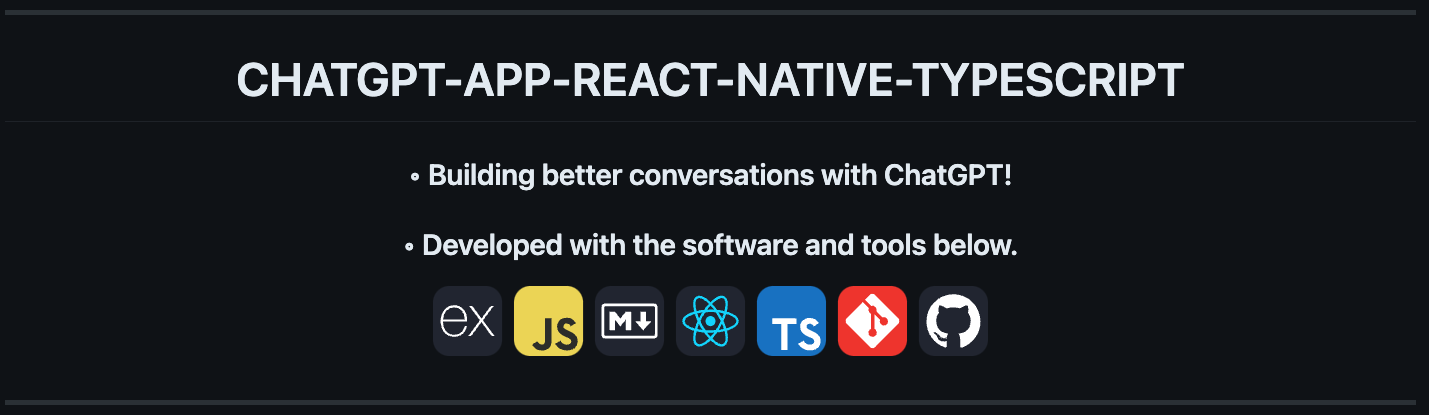 CHATGPT-APP-REACT-NATIVE-TYPESCRIPT
◦ Building better conversations with ChatGPT!
◦ Developed with the software and tools below.
ex JS M TS